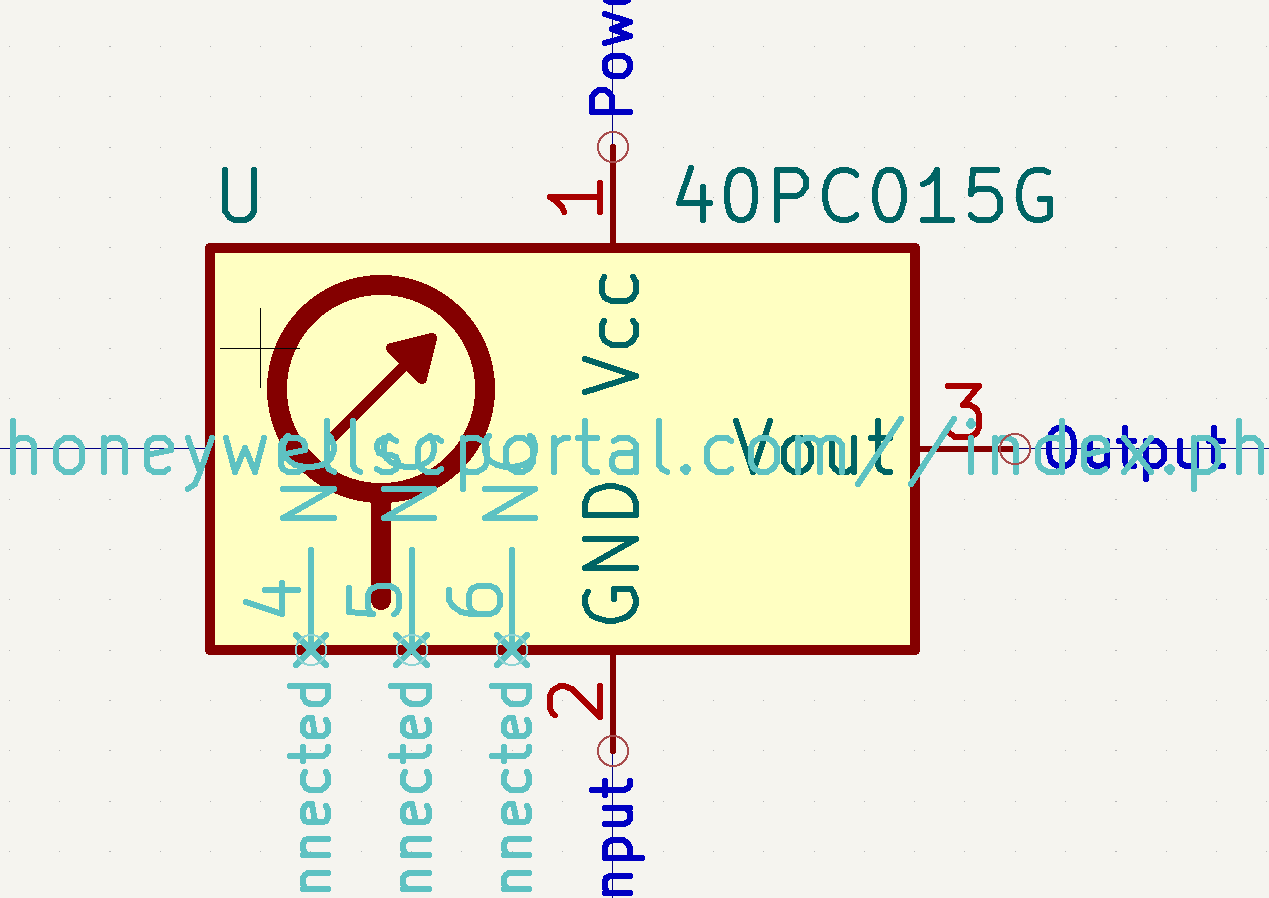 Pow
U
1
40PC015G
Vcc
3
honeywellscportal.com//index.ph
Vout
Output
NC
NC
NC
GND
4
5
6
2
nnected
nnected
nnected
nput